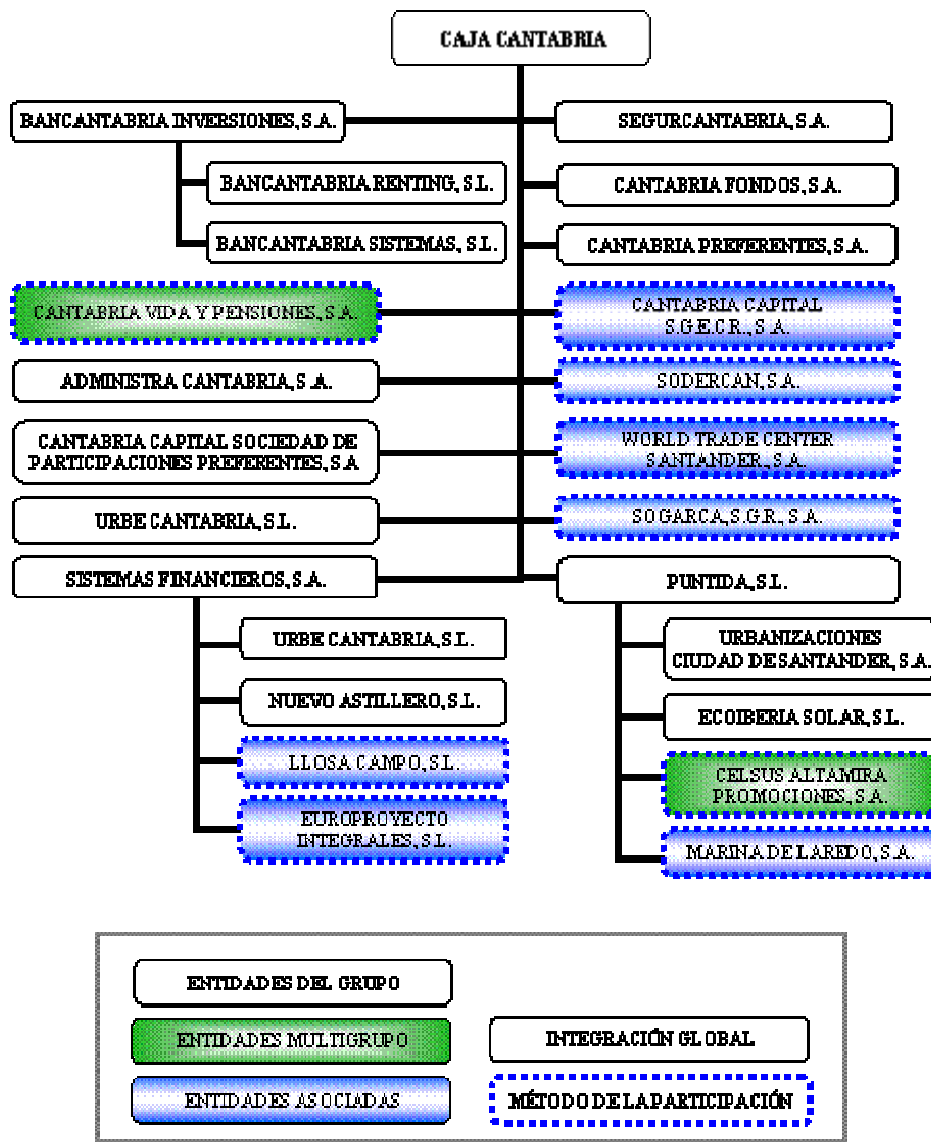 CAJA CANTABRIA
BANCANTABRIA INVERSIONES, S.A.
SEGURCANTABRIA, S.A.
BANCANTABRIA RENTING, S.L.
CANTABRIA FONDOS, S.A.
BANCANTABRIA SISTEMAS, S.L.
CANTABRIA PREFERENTES, S.A.
CANTABRIA VIDA Y PENSIONES, S.A.
CANTABRIA CAPITAL
S.G.E.C.R., S.A.
ADMINISTRA CANTABRIA, S.A.
SODERCAN, S.A.
CANTABRIA CAPITAL SOCIEDAD DE
PARTICIPACIONES PREFERENTES, S.A
WORLD TRADE CENTER
SANTANDER, S.A.
URBE CANTABRIA, S.L.
SOGARCA, S.G.R., S.A.
SISTEMAS FINANCIEROS, S.A.
PUNTIDA, S.L.
URBE CANTABRIA, S.L.
URBANIZACIONES
CIUDAD DE SANTANDER, S.A.
NUEVO ASTILLERO, S.L.
ECOIBERIA SOLAR, S.L.
LLOSA CAMPO, S.L.
CELSUS ALTAMIRA
PROMOCIONES, S.A.
EUROPROYECTO
INTEGRALES, S.L.
MARINA DE LAREDO, S.A.
ENTIDADES DEL GRUPO
ENTIDADES MULTIGRUPO
INTEGRACIÓN GLOBAL
ENTIDADES ASOCIADAS
MÉTODO DE LA PARTICIPACIÓN